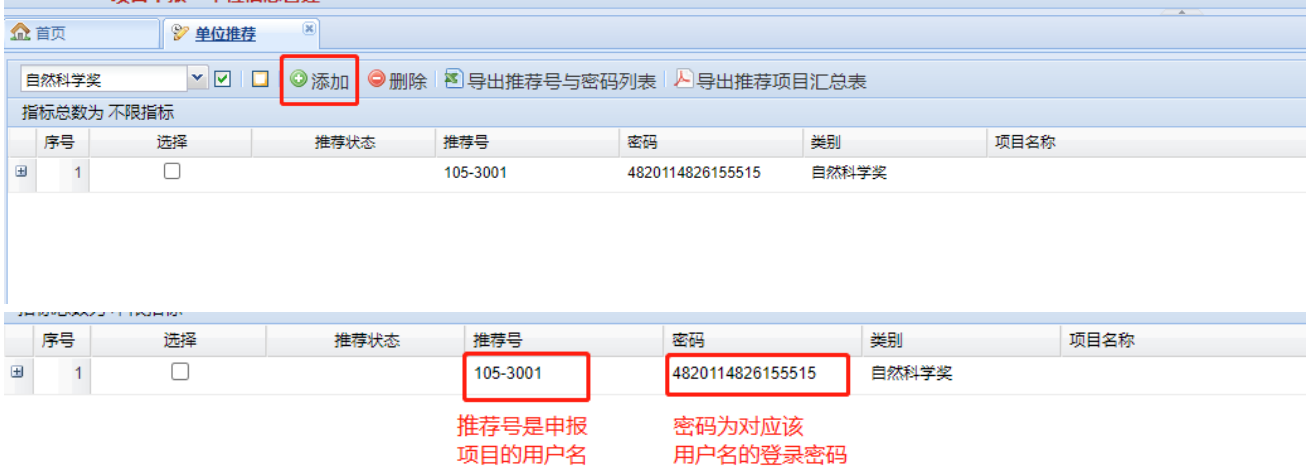 首页 单位推荐
自然科学奖 添加 删除 导出推荐号与密码列表 导出推荐项目汇总表
指标总数为 不限指标
序号 选择 推荐状态 推荐号 密码 类别 项目名称
1 105-3001 4820114826155515 自然科学奖
序号 选择 推荐状态 推荐号 密码 类别 项目名称
1 105-3001 4820114826155515 自然科学奖
推荐号是申报 密码为对应该
项目的用户名 用户名的登录密码